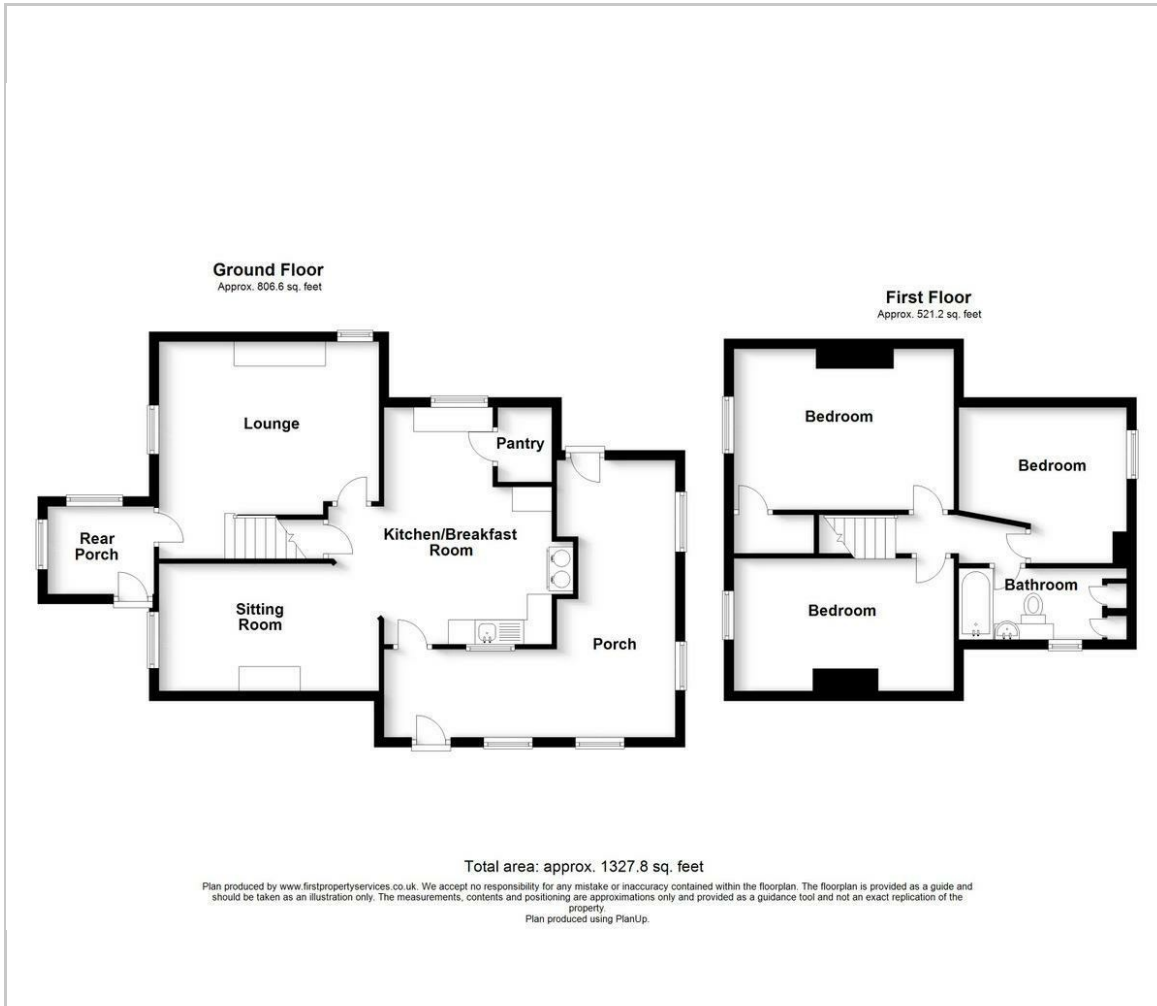 Ground Floor
Approx. 806.6 sq. feet
Lounge
Pantry
Rear
Porch
Kitchen/Breakfast
Room
Sitting
Room
Porch
First Floor
Approx. 521.2 sq. feet
Bedroom
Bedroom
Bathroom
Bedroom
Total area: approx. 1327.8 sq. feet
Plan produced by www.firstpropertyservices.co.uk. We accept no responsibility for any mistake or inaccuracy contained within the floorplan. The floorplan is provided as a guide and
should be taken as an illustration only. The measurements, contents and positioning are approximations only and provided as a guidance tool and not an exact replication of the
property.
Plan produced using PlanUp.